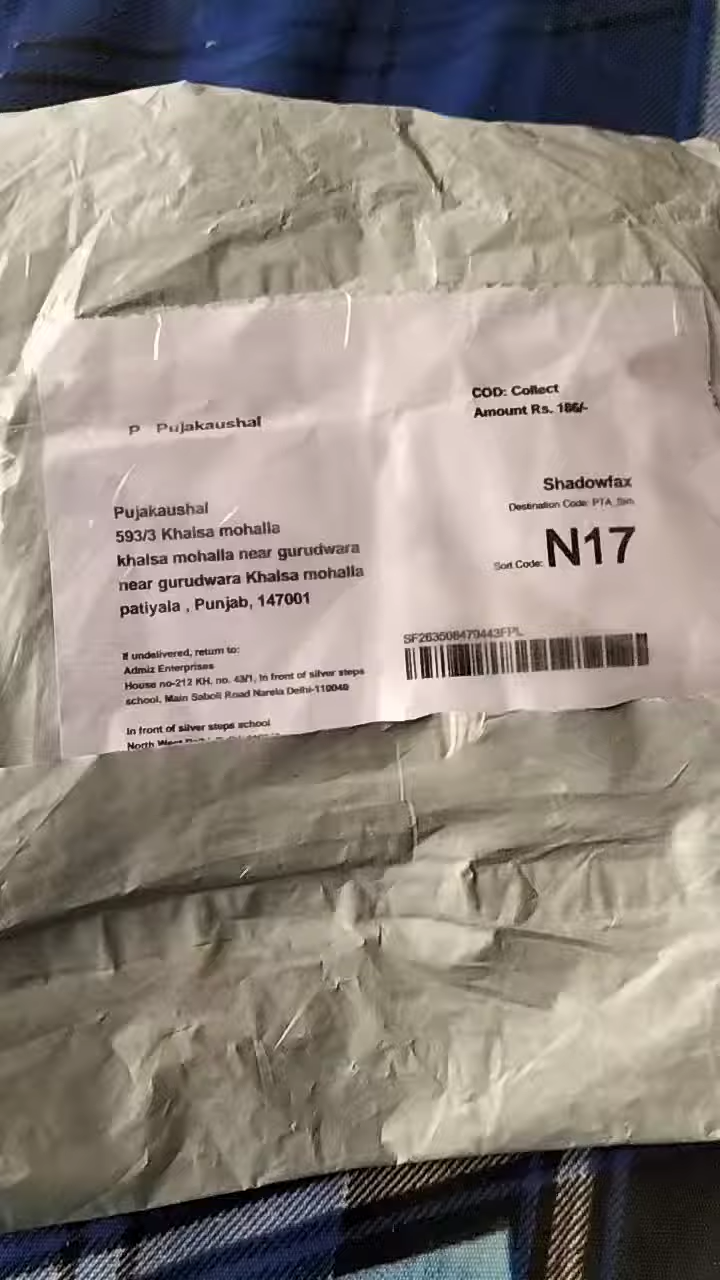 P Pujakaushal
COD: Collect
Amount Rs. 186/-
Pujakaushal
593/3 Khalsa mohalla
khalsa mohalla near gurudwara
near gurudwara Khalsa mohalla
patiyala , Punjab, 147001
Shadowfax
Destination Code: PTA_Sim
Sort Code: N17
SF263508470443FPL
If undelivered, return to:
Admiz Enterprises
House no-212 KH. no. 43/1, In front of silver steps
school, Main Saboli Road Narela Delhi-110040
In front of silver steps school
North West